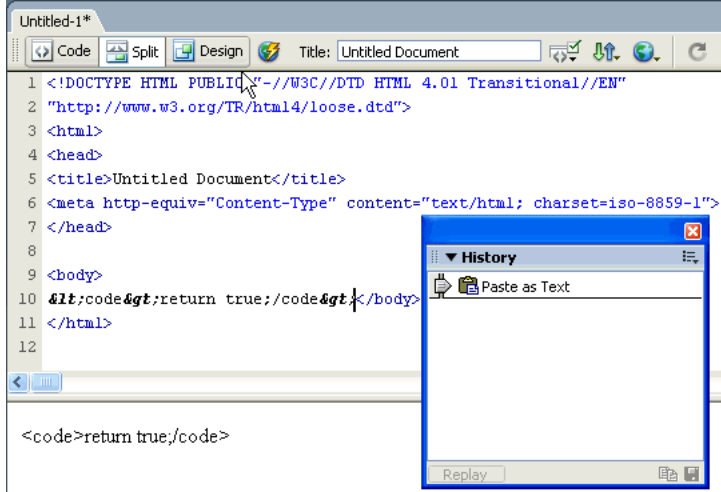 Untitled-1*
Code Split Design Title: Untitled Document
1 <!DOCTYPE HTML PUBLIC "-//W3C//DTD HTML 4.01 Transitional//EN"
2 "http://www.w3.org/TR/html4/loose.dtd">
3 <html>
4 <head>
5 <title>Untitled Document</title>
6 <meta http-equiv="Content-Type" content="text/html; charset=iso-8859-1">
7 </head>
8
9 <body>
10 &lt;code&gt;return true;/code&gt;</body>
11 </html>
12
History
Paste as Text
Replay
<code>return true;/code>